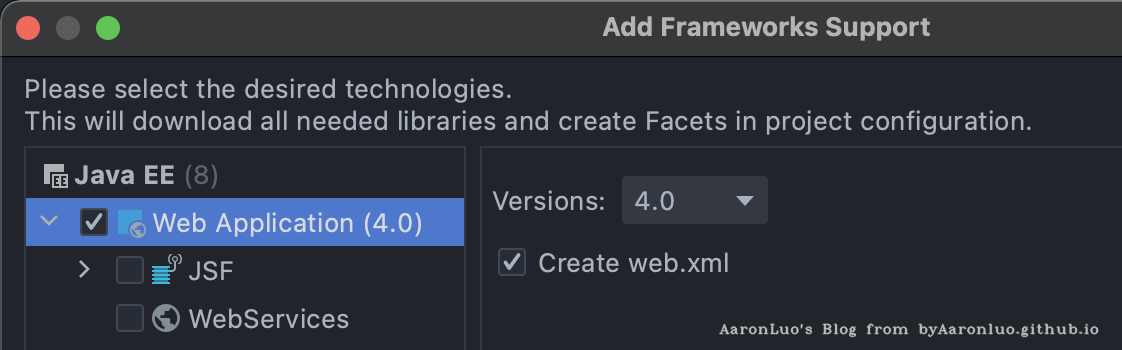 Add Frameworks Support
Please select the desired technologies.
This will download all needed libraries and create Facets in project configuration.
Java EE (8)
Web Application (4.0)
JSF
WebServices
Versions: 4.0
Create web.xml
AaronLuo's Blog from byAaronluo.github.io